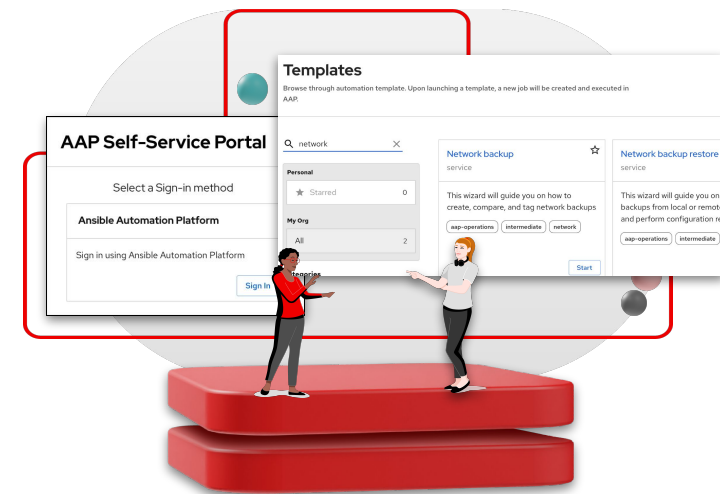 AAP Self-Service Portal
Select a Sign-in method
Ansible Automation Platform
Sign in using Ansible Automation Platform
Sign In
Templates
Browse through automation template. Upon launching a template, a new job will be created and executed in
AAP.
network
Personal
Starred 0
My Org
All 2
Network backup
service
This wizard will guide you on how to
create, compare, and tag network backups
aap-operations intermediate network
Start
Network backup restore
service
This wizard will guide you on
backups from local or
and perform configuration
aap-operations intermediate